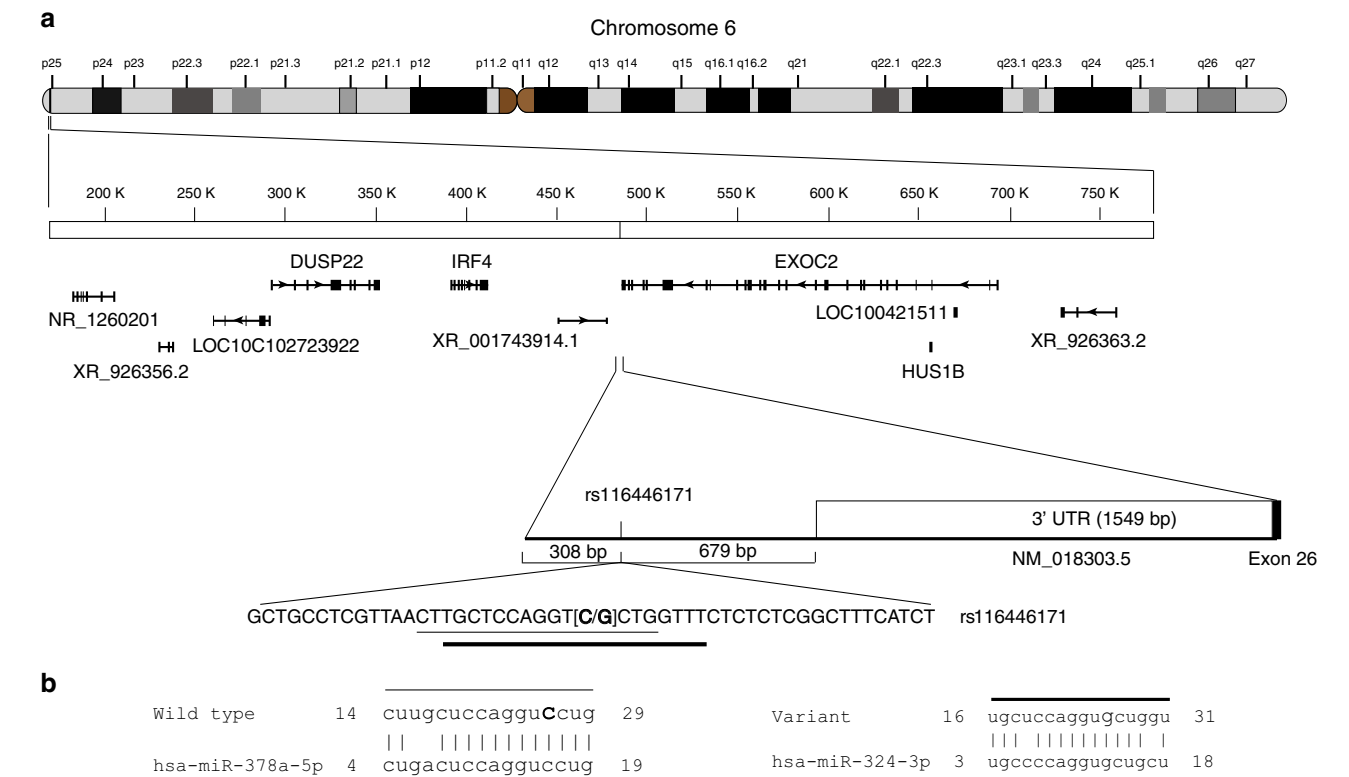 a
Chromosome 6
p25 p24 p23 p22.3 p22.1 p21.3 p21.2 p21.1 p12 p11.2 q11 q12 q13 q14 q15 q16.1 q16.2 q21 q22.1 q22.3 q23.1 q23.3 q24 q25.1 q26 q27
200 K 250 K 300 K 350 K 400 K 450 K 500 K 550 K 600 K 650 K 700 K 750 K
DUSP22 IRF4 EXOC2
NR_1260201 LOC100421511
LOC10C102723922 XR_001743914.1 XR_926363.2
XR_926356.2 HUS1B
rs116446171
3' UTR (1549 bp)
308 bp 679 bp NM_018303.5 Exon 26
GCTGCCTCGTTAACTTGCTCCAGGT[C/G]CTGGTTTCTCTCTCGGCTTTCATCT rs116446171
b
Wild type 14 cuugcuccagguCcug 29
hsa-miR-378a-5p 4 cugacuccagguccug 19
Variant 16 ugcuccaggugcuggu 31
hsa-miR-324-3p 3 ugccccaggugcugcu 18